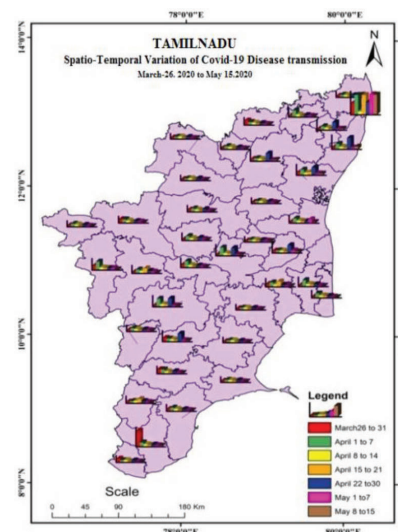 78°0'0"E 80°0'0"E
TAMILNADU
Spatio-Temporal Variation of Covid-19 Disease transmission
March-26. 2020 to May 15.2020
N
14°0'0"N
12°0'0"N
10°0'0"N
8°0'0"N
Legend
March26 to 31
April 1 to 7
April 8 to 14
April 15 to 21
April 22 to30
May 1 to7
May 8 to15
Scale
0 45 90 180 Km
78°0'0"E 80°0'0"E